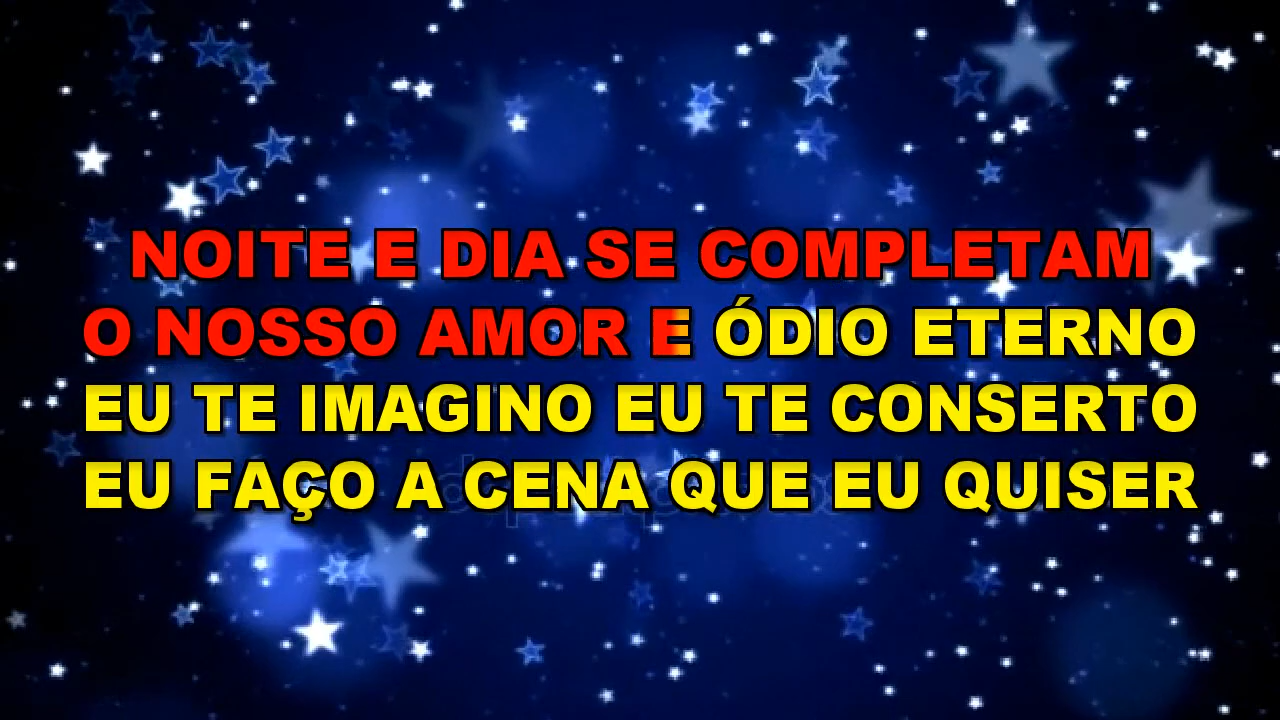 NOITE E DIA SE COMPLETAM
O NOSSO AMOR E ÓDIO ETERNO
EU TE IMAGINO EU TE CONSERTO
EU FAÇO A CENA QUE EU QUISER